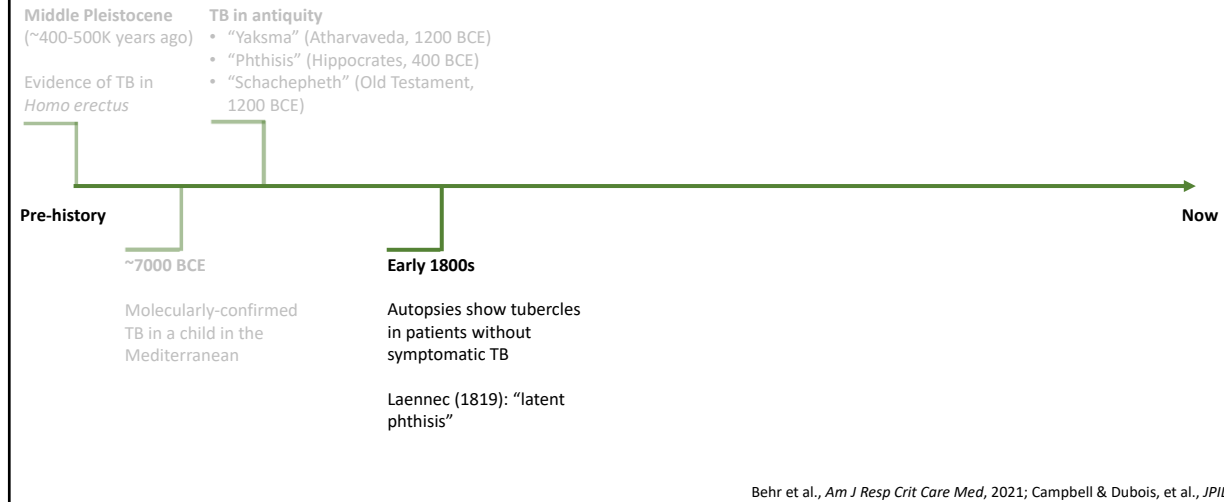 Middle Pleistocene
(~400-500K years ago)
Evidence of TB in
Homo erectus
TB in antiquity
• “Yaksma” (Atharvaveda, 1200 BCE)
• “Phthisis” (Hippocrates, 400 BCE)
• “Schachepheth” (Old Testament,
1200 BCE)
Pre-history
Now
~7000 BCE
Molecularly-confirmed
TB in a child in the
Mediterranean
Early 1800s
Autopsies show tubercles
in patients without
symptomatic TB
Laennec (1819): “latent
phthisis”
Behr et al., Am J Resp Crit Care Med, 2021; Campbell & Dubois, et al.,